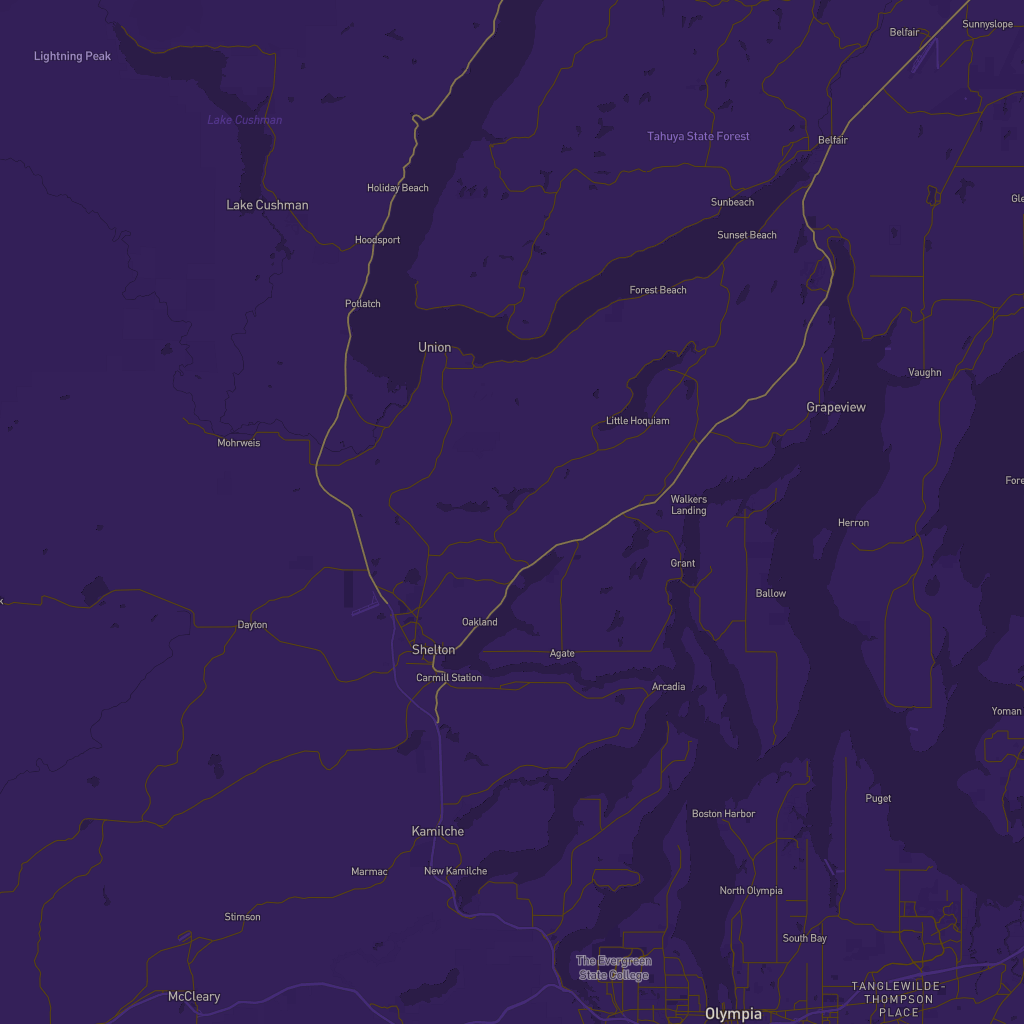 Sunnyslope
Belfair
Lightning Peak
Lake Cushman
Tahuya State Forest
Belfair
Holiday Beach
Lake Cushman
Sunbeach
Hoodsport
Sunset Beach
Forest Beach
Potlatch
Union
Vaughn
Grapeview
Little Hoquiam
Mohrweis
Walkers
Landing
Herron
Grant
Ballow
Dayton
Oakland
Shelton
Agate
Carmill Station
Arcadia
Yoman
Puget
Boston Harbor
Kamilche
Marmac
New Kamilche
North Olympia
Stimson
South Bay
The Evergreen
State College
McCleary
TANGLEWILDE-
THOMPSON
PLACE
Olympia